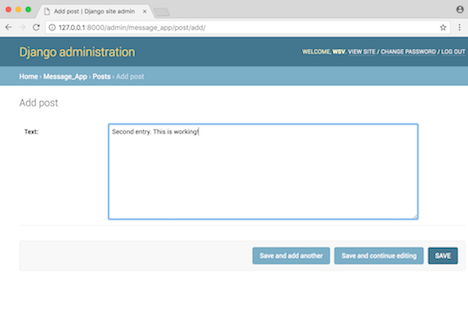 Add post | Django site admin
127.0.0.1:8000/admin/message_app/post/add/
Django administration
WELCOME, WSV. VIEW SITE / CHANGE PASSWORD / LOG OUT
Home › Message_App › Posts › Add post
Add post
Text:
Second entry. This is working!
Save and add another
Save and continue editing
SAVE